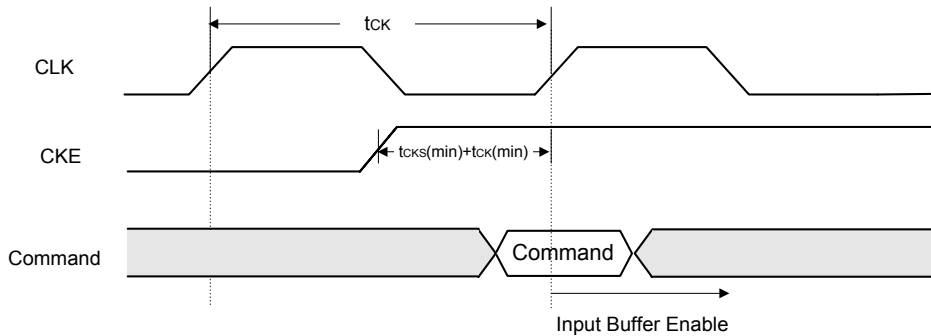 tCK
CLK
CKE
tCKS(min)+tCK(min)
Command
Command
Input Buffer Enable